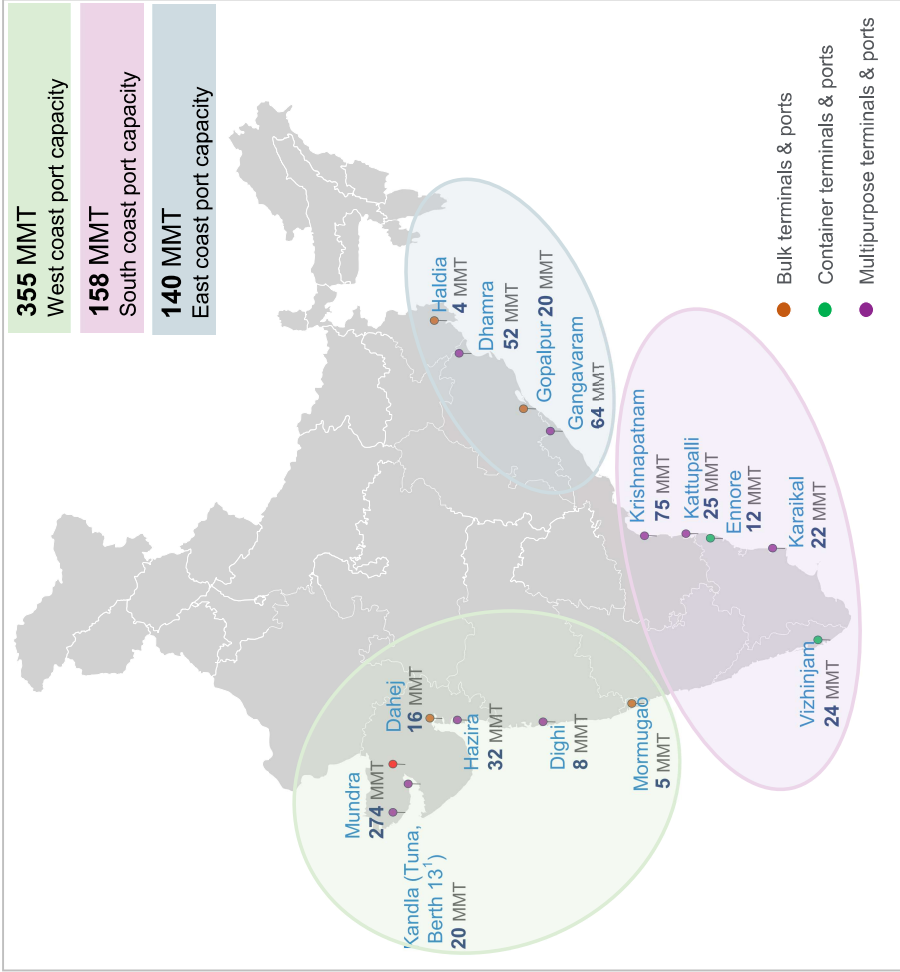 355 MMT
West coast port capacity
158 MMT
South coast port capacity
140 MMT
East coast port capacity
Mundra
274 MMT
Kandla (Tuna,
Berth 13¹)
20 MMT
Dahej
16 MMT
Hazira
32 MMT
Dighi
8 MMT
Mormugao
5 MMT
Haldia
4 MMT
Dhamra
52 MMT
Gopalpur 20 MMT
Gangavaram
64 MMT
Krishnapatnam
75 MMT
Kattupalli
25 MMT
Ennore
12 MMT
Karaikal
22 MMT
Vizhinjam
24 MMT
Bulk terminals & ports
Container terminals & ports
Multipurpose terminals & ports